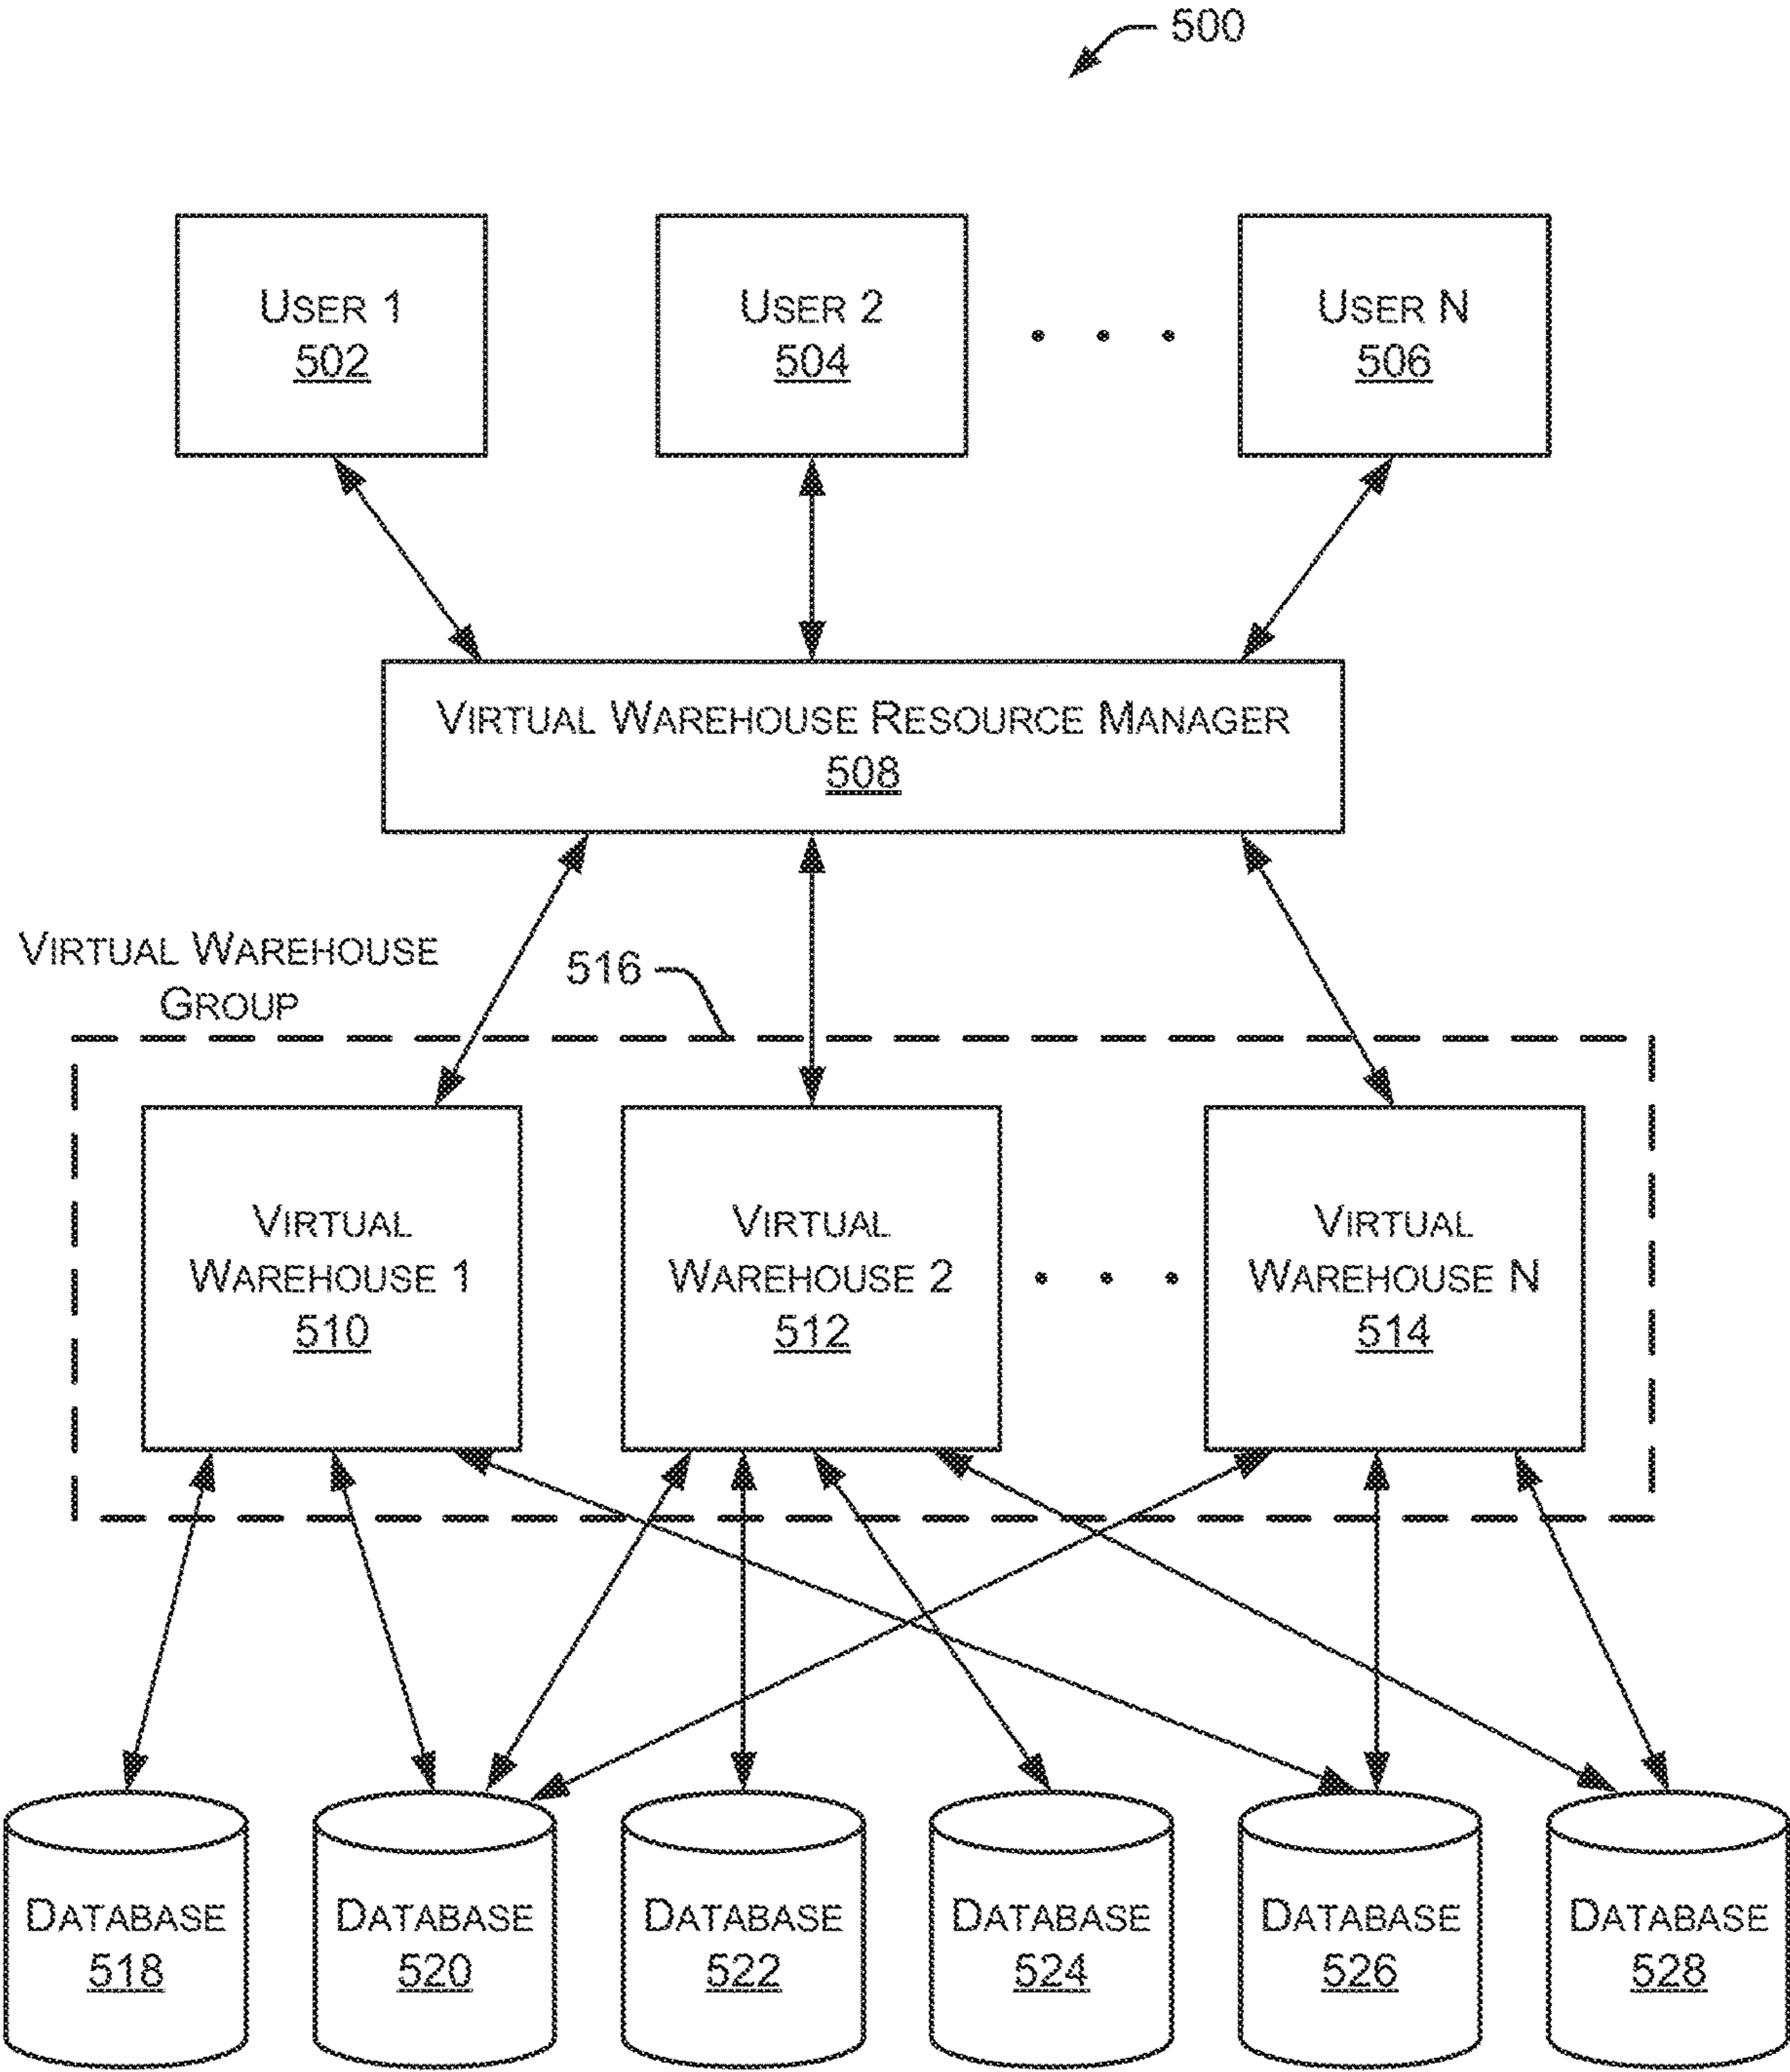 500
USER 1
502
USER 2
504
USER N
506
VIRTUAL WAREHOUSE RESOURCE MANAGER
508
VIRTUAL WAREHOUSE
GROUP
516
VIRTUAL
WAREHOUSE 1
510
VIRTUAL
WAREHOUSE 2
512
VIRTUAL
WAREHOUSE N
514
DATABASE
518
DATABASE
520
DATABASE
522
DATABASE
524
DATABASE
526
DATABASE
528